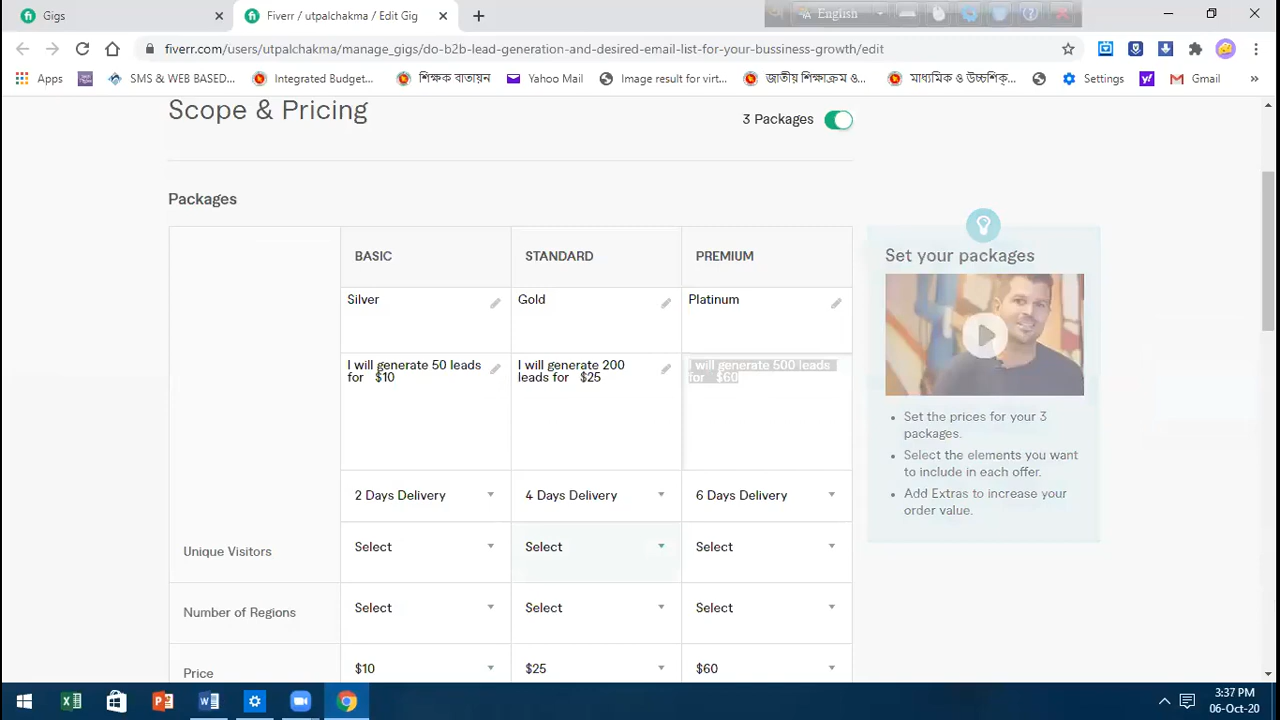 Gigs
Fiverr / utpalchakma / Edit Gig
English
fiverr.com/users/utpalchakma/manage_gigs/do-b2b-lead-generation-and-desired-email-list-for-your-bussiness-growth/edit
Apps
SMS & WEB BASED...
Integrated Budget...
শিক্ষক বাতায়ন
Yahoo Mail
Image result for virt...
জাতীয় শিক্ষাক্রম ও...
মাধ্যমিক ও উচ্চশিক্...
Settings
Gmail
»
Scope & Pricing
3 Packages
Packages
BASIC
STANDARD
PREMIUM
Silver
Gold
Platinum
I will generate 50 leads
for $10
I will generate 200
leads for $25
I will generate 500 leads
for $60
2 Days Delivery
4 Days Delivery
6 Days Delivery
Unique Visitors
Select
Select
Select
Number of Regions
Select
Select
Select
Price
$10
$25
$60
Set your packages
• Set the prices for your 3
packages.
• Select the elements you want
to include in each offer.
• Add Extras to increase your
order value.
3:37 PM
06-Oct-20